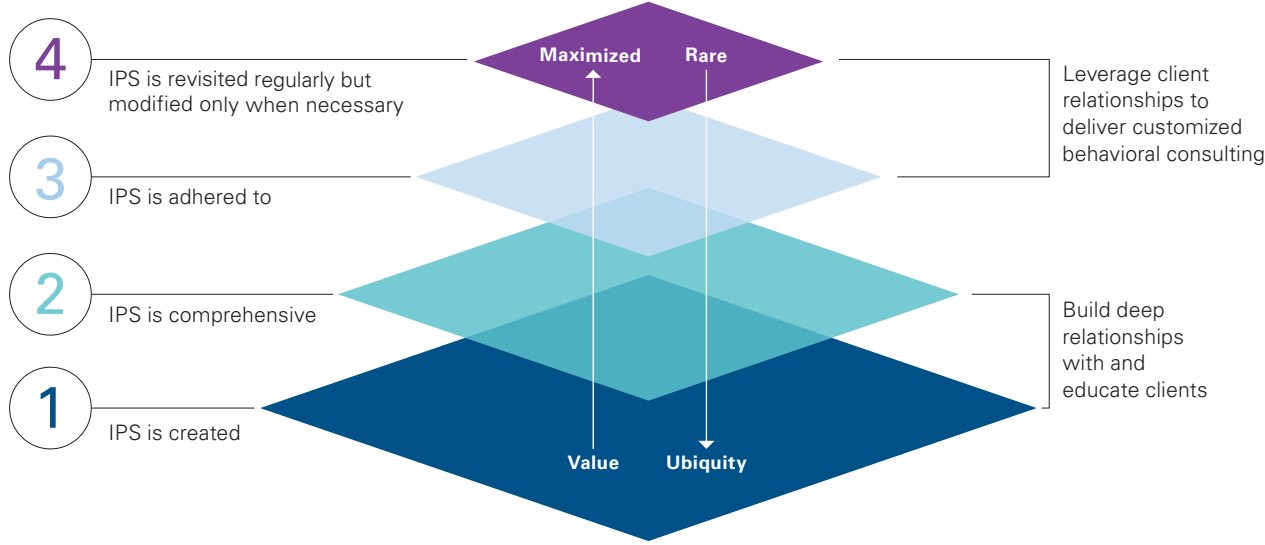 4
IPS is revisited regularly but
modified only when necessary
Maximized
Rare
Leverage client
relationships to
deliver customized
behavioral consulting
3
IPS is adhered to
2
IPS is comprehensive
Build deep
relationships
with and
educate clients
1
IPS is created
Value
Ubiquity